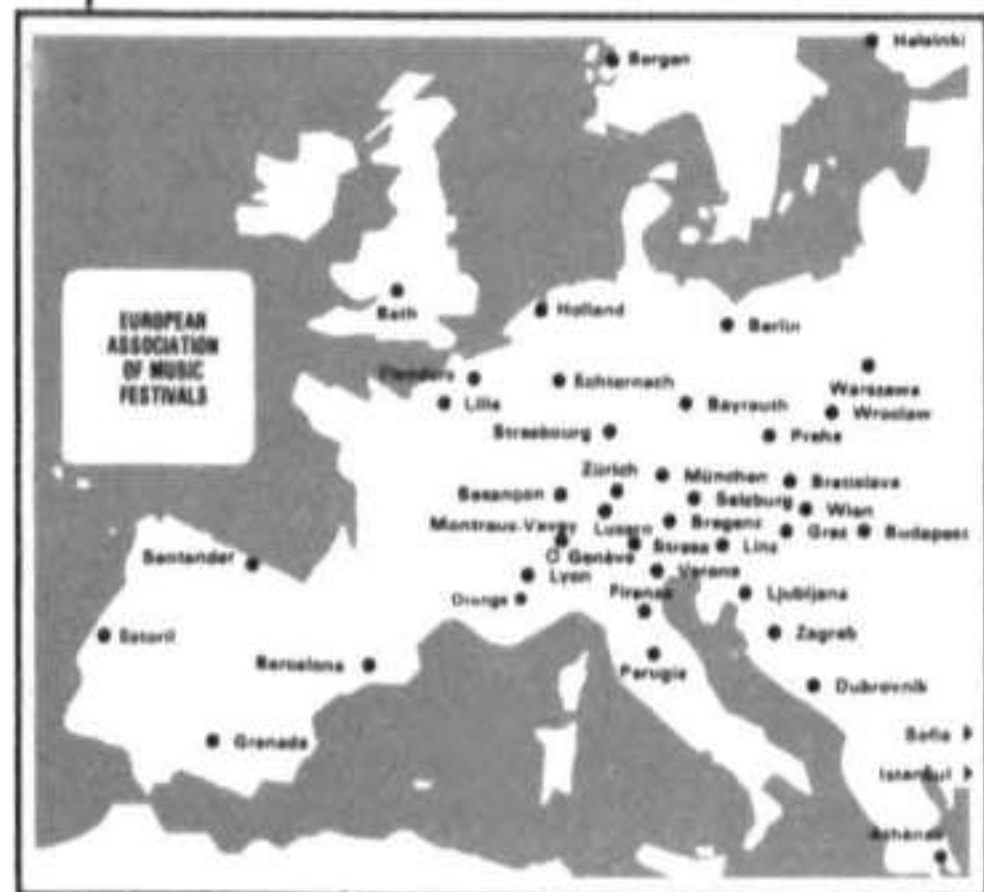 Helsinki
Bergen
EUROPEAN
ASSOCIATION
OF MUSIC
FESTIVALS
Bath
Holland
Berlin
Flanders
Echternach
Warszawa
Lille
Bayreuth
Wroclaw
Strasbourg
Praha
Zürich
München
Bratislava
Besançon
Salzburg
Wien
Montreux-Vevey
Luzern
Bregenz
Graz
Budapest
Santander
Genève
Stresa
Linz
Lyon
Verona
Orange
Firenze
Ljubljana
Estoril
Zagreb
Barcelona
Perugia
Dubrovnik
Granada
Sofia
Istanbul
Athènes